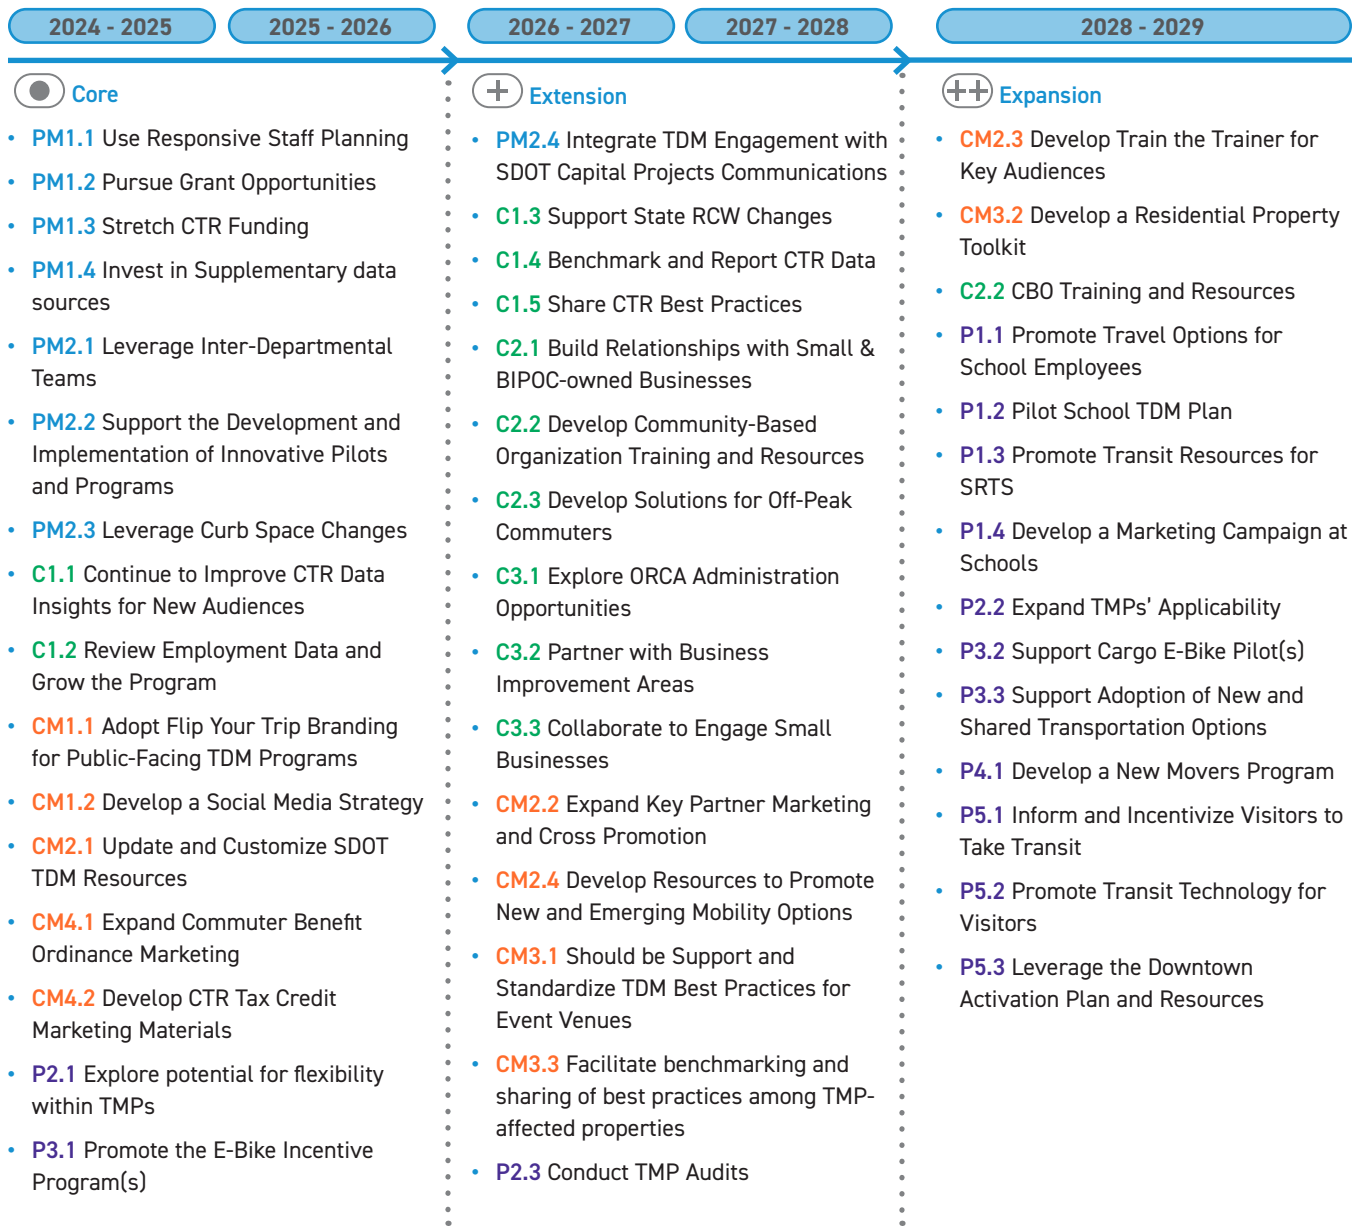 2024 - 2025
2025 - 2026
2026 - 2027
2027 - 2028
2028 - 2029
Core
• PM1.1 Use Responsive Staff Planning
• PM1.2 Pursue Grant Opportunities
• PM1.3 Stretch CTR Funding
• PM1.4 Invest in Supplementary data
sources
• PM2.1 Leverage Inter-Departmental
Teams
• PM2.2 Support the Development and
Implementation of Innovative Pilots
and Programs
• PM2.3 Leverage Curb Space Changes
• C1.1 Continue to Improve CTR Data
Insights for New Audiences
• C1.2 Review Employment Data and
Grow the Program
• CM1.1 Adopt Flip Your Trip Branding
for Public-Facing TDM Programs
• CM1.2 Develop a Social Media Strategy
• CM2.1 Update and Customize SDOT
TDM Resources
• CM4.1 Expand Commuter Benefit
Ordinance Marketing
• CM4.2 Develop CTR Tax Credit
Marketing Materials
• P2.1 Explore potential for flexibility
within TMPs
• P3.1 Promote the E-Bike Incentive
Program(s)
+ Extension
• PM2.4 Integrate TDM Engagement with
SDOT Capital Projects Communications
• C1.3 Support State RCW Changes
• C1.4 Benchmark and Report CTR Data
• C1.5 Share CTR Best Practices
• C2.1 Build Relationships with Small &
BIPOC-owned Businesses
• C2.2 Develop Community-Based
Organization Training and Resources
• C2.3 Develop Solutions for Off-Peak
Commuters
• C3.1 Explore ORCA Administration
Opportunities
• C3.2 Partner with Business
Improvement Areas
• C3.3 Collaborate to Engage Small
Businesses
• CM2.2 Expand Key Partner Marketing
and Cross Promotion
• CM2.4 Develop Resources to Promote
New and Emerging Mobility Options
• CM3.1 Should be Support and
Standardize TDM Best Practices for
Event Venues
• CM3.3 Facilitate benchmarking and
sharing of best practices among TMP-
affected properties
• P2.3 Conduct TMP Audits
++ Expansion
• CM2.3 Develop Train the Trainer for
Key Audiences
• CM3.2 Develop a Residential Property
Toolkit
• C2.2 CBO Training and Resources
• P1.1 Promote Travel Options for
School Employees
• P1.2 Pilot School TDM Plan
• P1.3 Promote Transit Resources for
SRTS
• P1.4 Develop a Marketing Campaign at
Schools
• P2.2 Expand TMPs’ Applicability
• P3.2 Support Cargo E-Bike Pilot(s)
• P3.3 Support Adoption of New and
Shared Transportation Options
• P4.1 Develop a New Movers Program
• P5.1 Inform and Incentivize Visitors to
Take Transit
• P5.2 Promote Transit Technology for
Visitors
• P5.3 Leverage the Downtown
Activation Plan and Resources